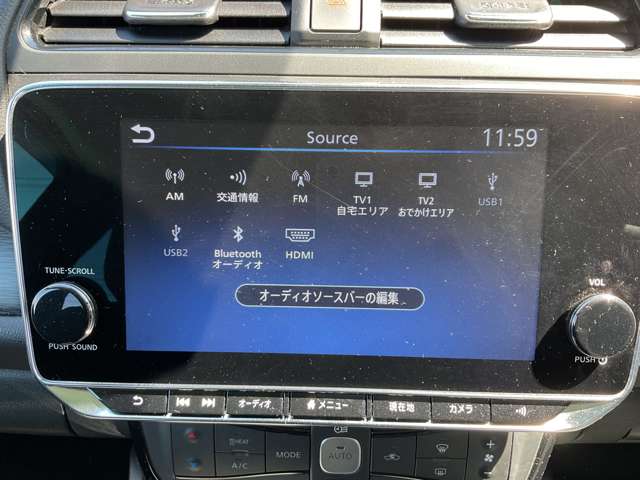 Source
11:59
AM
交通情報
FM
TV1
自宅エリア
TV2
おでかけエリア
USB1
USB2
Bluetooth
オーディオ
HDMI
オーディオソースバーの編集
TUNE·SCROLL
PUSH SOUND
VOL
PUSH
オーディオ
メニュー
現在地
カメラ
HEAT
A/C
MODE
AUTO
+